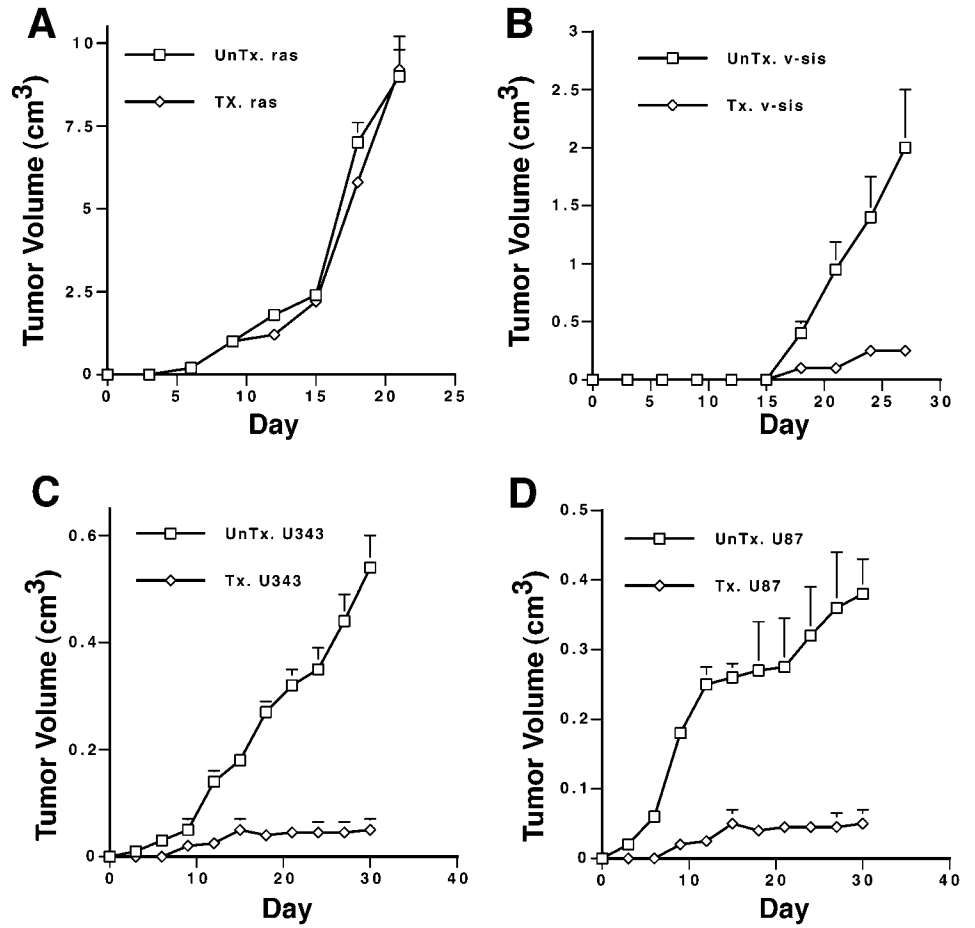 A
UnTx. ras
TX. ras
Tumor Volume (cm³)
10
7.5
5
2.5
0
0 5 10 15 20 25
Day
B
UnTx. v-sis
Tx. v-sis
Tumor Volume (cm³)
3
2.5
2
1.5
1
0.5
0
0 5 10 15 20 25 30
Day
C
UnTx. U343
Tx. U343
Tumor Volume (cm³)
0.6
0.4
0.2
0
0 10 20 30 40
Day
D
UnTx. U87
Tx. U87
Tumor Volume (cm³)
0.5
0.4
0.3
0.2
0.1
0
0 10 20 30 40
Day